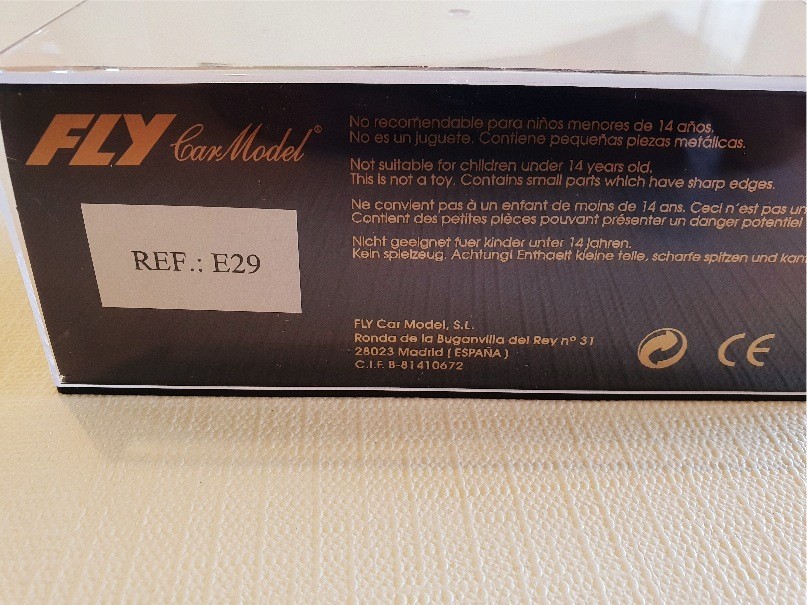 FLY Car Model®
REF.: E29
No recomendable para niños menores de 14 años.
No es un juguete. Contiene pequeñas piezas metálicas.
Not suitable for children under 14 years old.
This is not a toy. Contains small parts which have sharp edges.
Ne convient pas à un enfant de moins de 14 ans. Ceci n'est pas un
Contient des petites pièces pouvant présenter un danger potentiel
Nicht geeignet fuer kinder unter 14 jahren.
Kein spielzeug. Achtung! Enthaelt kleine teile, scharfe spitzen und kan
FLY Car Model, S.L.
Ronda de la Buganvilla del Rey nº 31
28023 Madrid (ESPAÑA)
C.I.F. B-81410672
CE